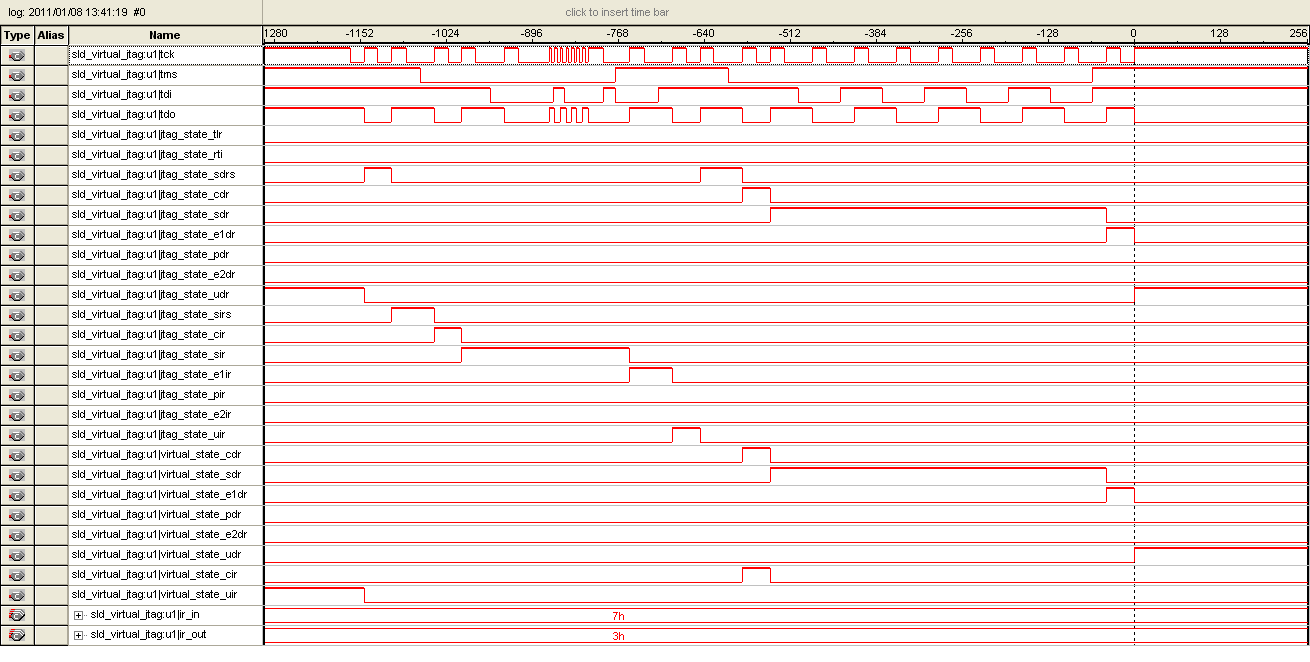 log: 2011/01/08 13:41:19 #0
click to insert time bar
Type Alias Name
1280 -1152 -1024 -896 -768 -640 -512 -384 -256 -128 0 128 256
sld_virtual_jtag:u1|tck
sld_virtual_jtag:u1|tms
sld_virtual_jtag:u1|tdi
sld_virtual_jtag:u1|tdo
sld_virtual_jtag:u1|jtag_state_tlr
sld_virtual_jtag:u1|jtag_state_rti
sld_virtual_jtag:u1|jtag_state_sdrs
sld_virtual_jtag:u1|jtag_state_cdr
sld_virtual_jtag:u1|jtag_state_sdr
sld_virtual_jtag:u1|jtag_state_e1dr
sld_virtual_jtag:u1|jtag_state_pdr
sld_virtual_jtag:u1|jtag_state_e2dr
sld_virtual_jtag:u1|jtag_state_udr
sld_virtual_jtag:u1|jtag_state_sirs
sld_virtual_jtag:u1|jtag_state_cir
sld_virtual_jtag:u1|jtag_state_sir
sld_virtual_jtag:u1|jtag_state_e1ir
sld_virtual_jtag:u1|jtag_state_pir
sld_virtual_jtag:u1|jtag_state_e2ir
sld_virtual_jtag:u1|jtag_state_uir
sld_virtual_jtag:u1|virtual_state_cdr
sld_virtual_jtag:u1|virtual_state_sdr
sld_virtual_jtag:u1|virtual_state_e1dr
sld_virtual_jtag:u1|virtual_state_pdr
sld_virtual_jtag:u1|virtual_state_e2dr
sld_virtual_jtag:u1|virtual_state_udr
sld_virtual_jtag:u1|virtual_state_cir
sld_virtual_jtag:u1|virtual_state_uir
sld_virtual_jtag:u1|ir_in 7h
sld_virtual_jtag:u1|ir_out 3h